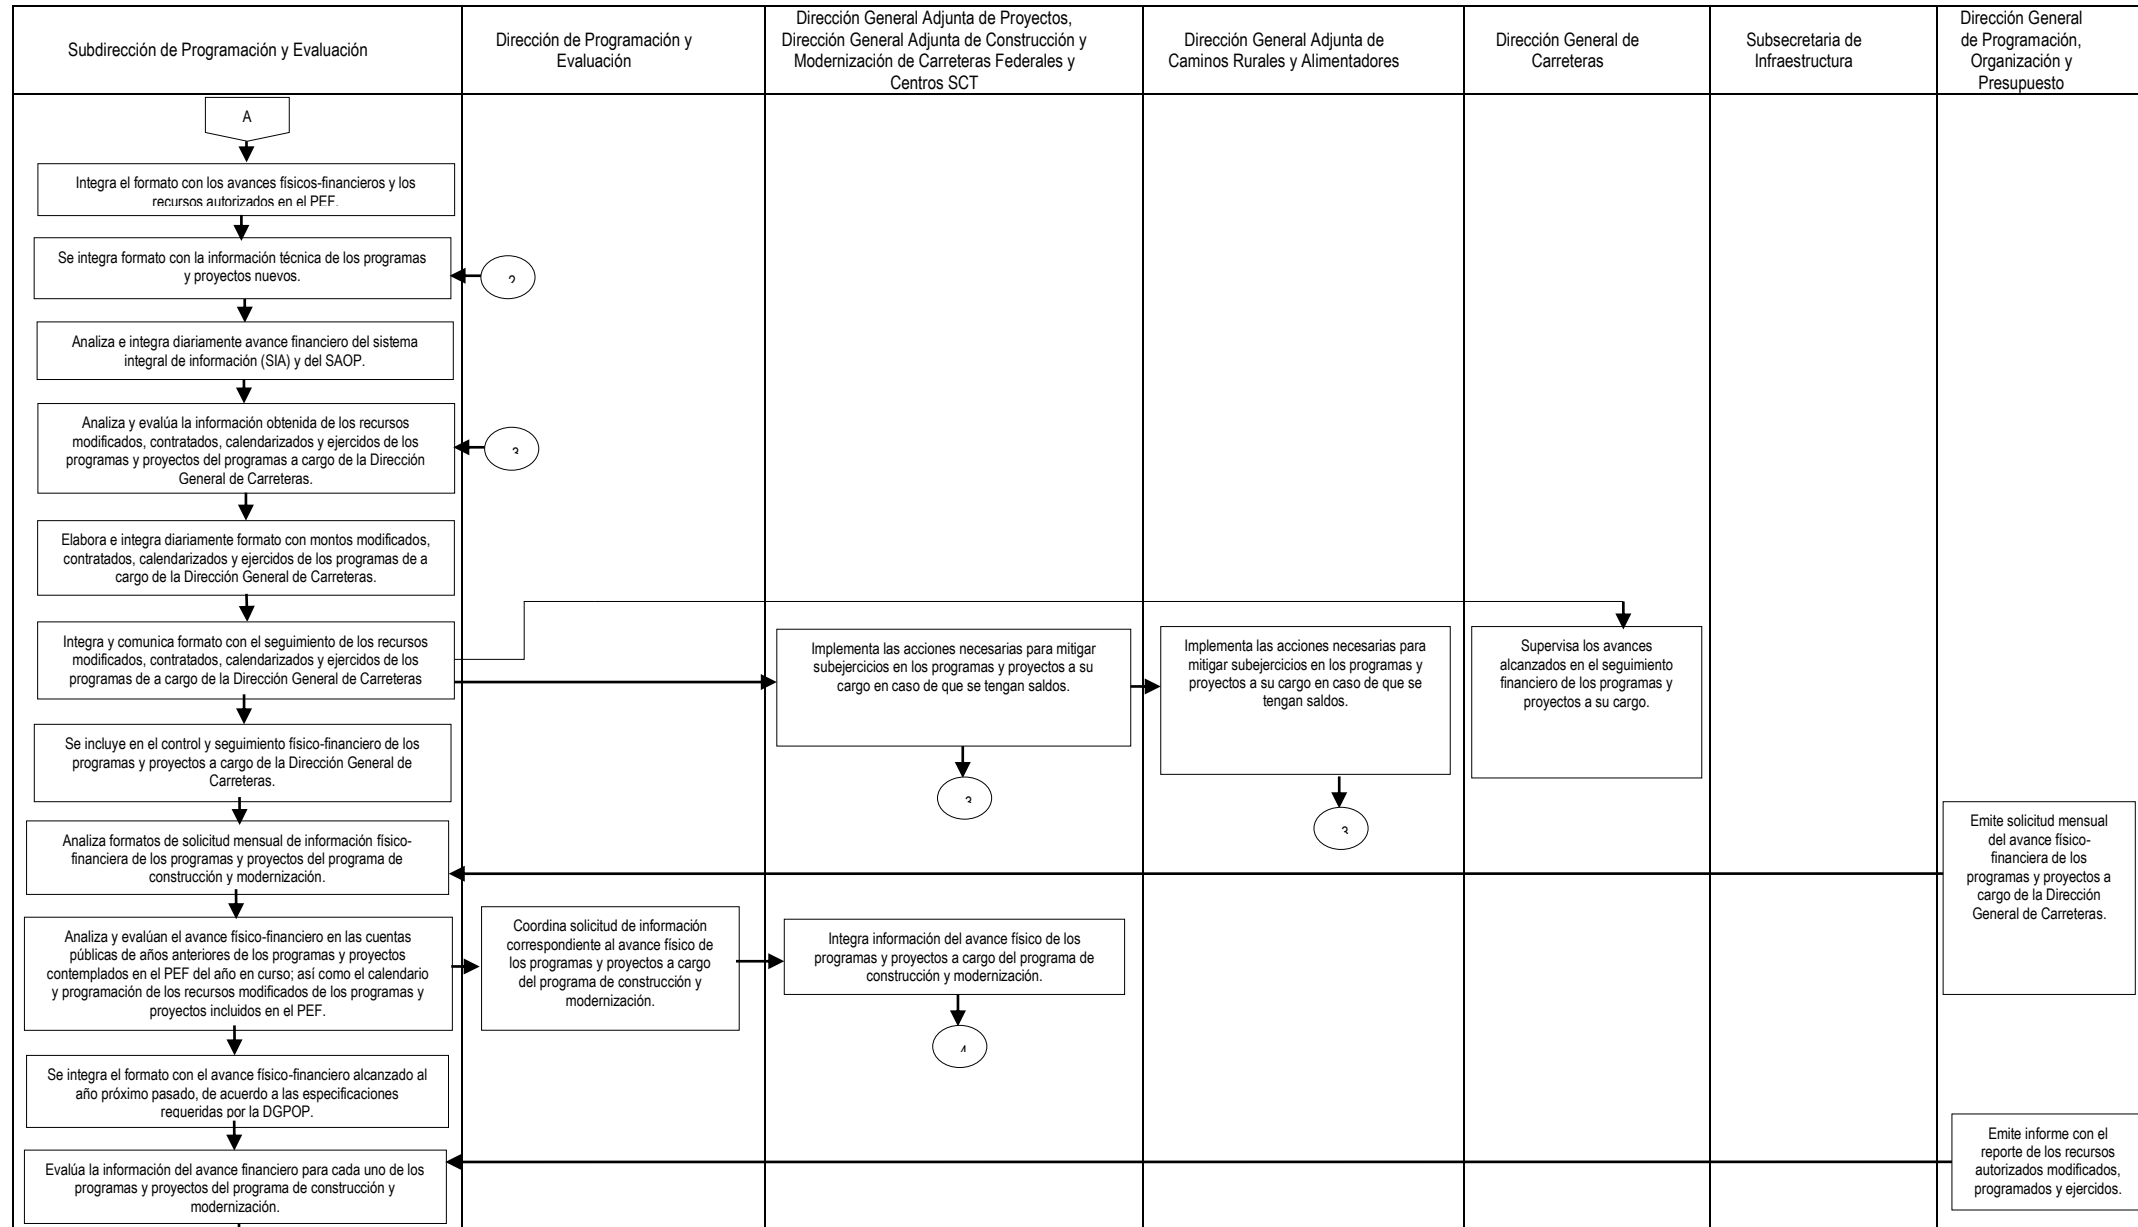 Subdirección de Programación y Evaluación
Dirección de Programación y
Evaluación
Dirección General Adjunta de Proyectos,
Dirección General Adjunta de Construcción y
Modernización de Carreteras Federales y
Centros SCT
Dirección General Adjunta de
Caminos Rurales y Alimentadores
Dirección General de
Carreteras
Subsecretaria de
Infraestructura
Dirección General
de Programación,
Organización y
Presupuesto
A
Integra el formato con los avances físicos-financieros y los
recursos autorizados en el PEF.
Se integra formato con la información técnica de los programas
y proyectos nuevos.
Analiza e integra diariamente avance financiero del sistema
integral de información (SIA) y del SAOP.
Analiza y evalúa la información obtenida de los recursos
modificados, contratados, calendarizados y ejercidos de los
programas y proyectos del programas a cargo de la Dirección
General de Carreteras.
Elabora e integra diariamente formato con montos modificados,
contratados, calendarizados y ejercidos de los programas de a
cargo de la Dirección General de Carreteras.
Integra y comunica formato con el seguimiento de los recursos
modificados, contratados, calendarizados y ejercidos de los
programas de a cargo de la Dirección General de Carreteras
Implementa las acciones necesarias para mitigar
subejercicios en los programas y proyectos a su
cargo en caso de que se tengan saldos.
Implementa las acciones necesarias para
mitigar subejercicios en los programas y
proyectos a su cargo en caso de que se
tengan saldos.
Supervisa los avances
alcanzados en el seguimiento
financiero de los programas y
proyectos a su cargo.
Se incluye en el control y seguimiento físico-financiero de los
programas y proyectos a cargo de la Dirección General de
Carreteras.
Analiza formatos de solicitud mensual de información físico-
financiera de los programas y proyectos del programa de
construcción y modernización.
Emite solicitud mensual
del avance físico-
financiera de los
programas y proyectos a
cargo de la Dirección
General de Carreteras.
Analiza y evalúan el avance físico-financiero en las cuentas
públicas de años anteriores de los programas y proyectos
contemplados en el PEF del año en curso; así como el calendario
y programación de los recursos modificados de los programas y
proyectos incluidos en el PEF.
Coordina solicitud de información
correspondiente al avance físico de
los programas y proyectos a cargo
del programa de construcción y
modernización.
Integra información del avance físico de los
programas y proyectos a cargo del programa de
construcción y modernización.
Se integra el formato con el avance físico-financiero alcanzado al
año próximo pasado, de acuerdo a las especificaciones
requeridas por la DGPOP.
Evalúa la información del avance financiero para cada uno de los
programas y proyectos del programa de construcción y
modernización.
Emite informe con el
reporte de los recursos
autorizados modificados,
programados y ejercidos.